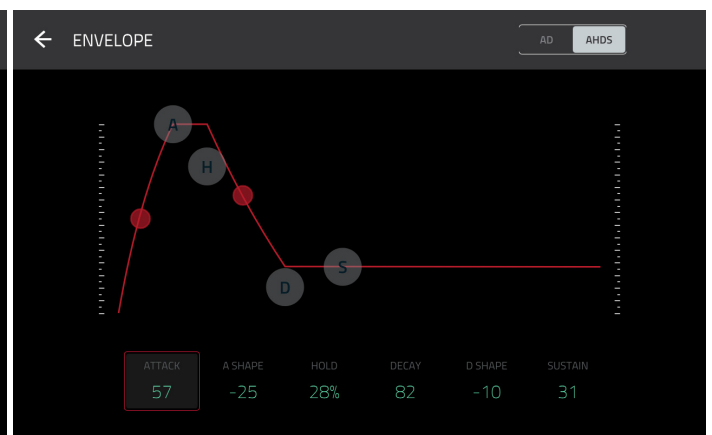 ENVELOPE
AD AHDS
A
H
D
S
ATTACK A SHAPE HOLD DECAY D SHAPE SUSTAIN
57 -25 28% 82 -10 31